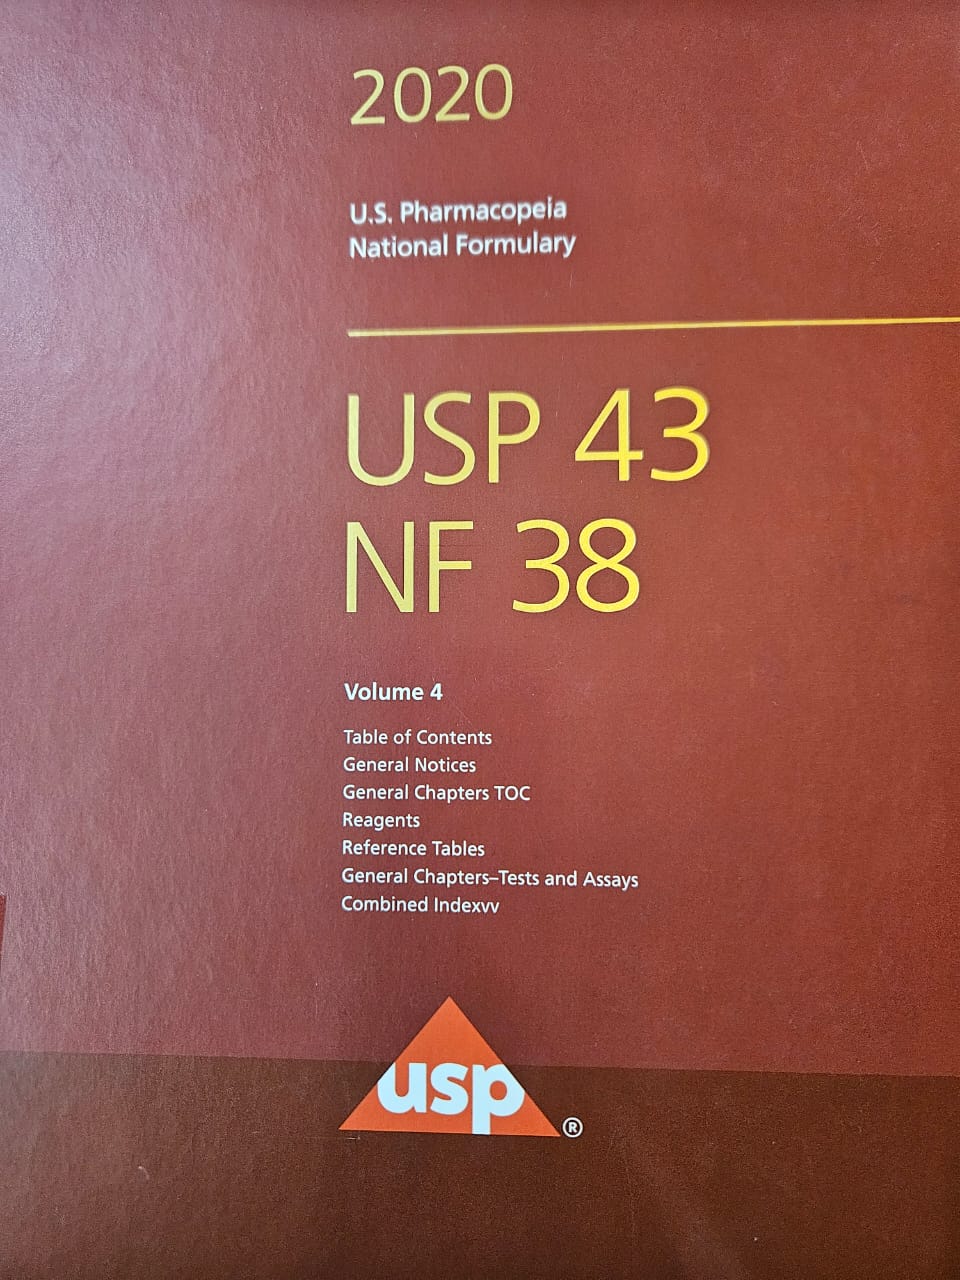 2020
U.S. Pharmacopeia
National Formulary
USP 43
NF 38
Volume 4
Table of Contents
General Notices
General Chapters TOC
Reagents
Reference Tables
General Chapters–Tests and Assays
Combined Indexvv
usp®